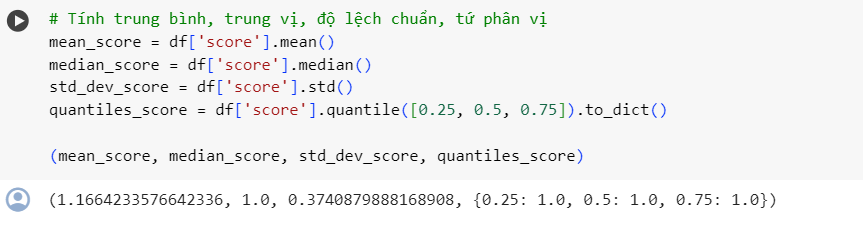 # Tính trung bình, trung vị, độ lệch chuẩn, tứ phân vị
mean_score = df['score'].mean()
median_score = df['score'].median()
std_dev_score = df['score'].std()
quantiles_score = df['score'].quantile([0.25, 0.5, 0.75]).to_dict()
(mean_score, median_score, std_dev_score, quantiles_score)
(1.1664233576642336, 1.0, 0.3740879888168908, {0.25: 1.0, 0.5: 1.0, 0.75: 1.0})